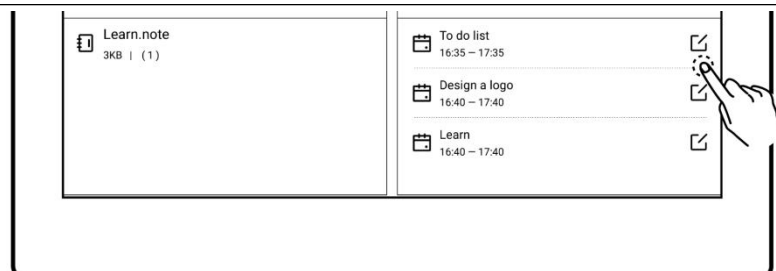 Learn.note
3KB | (1)
To do list
16:35 — 17:35
Design a logo
16:40 — 17:40
Learn
16:40 — 17:40